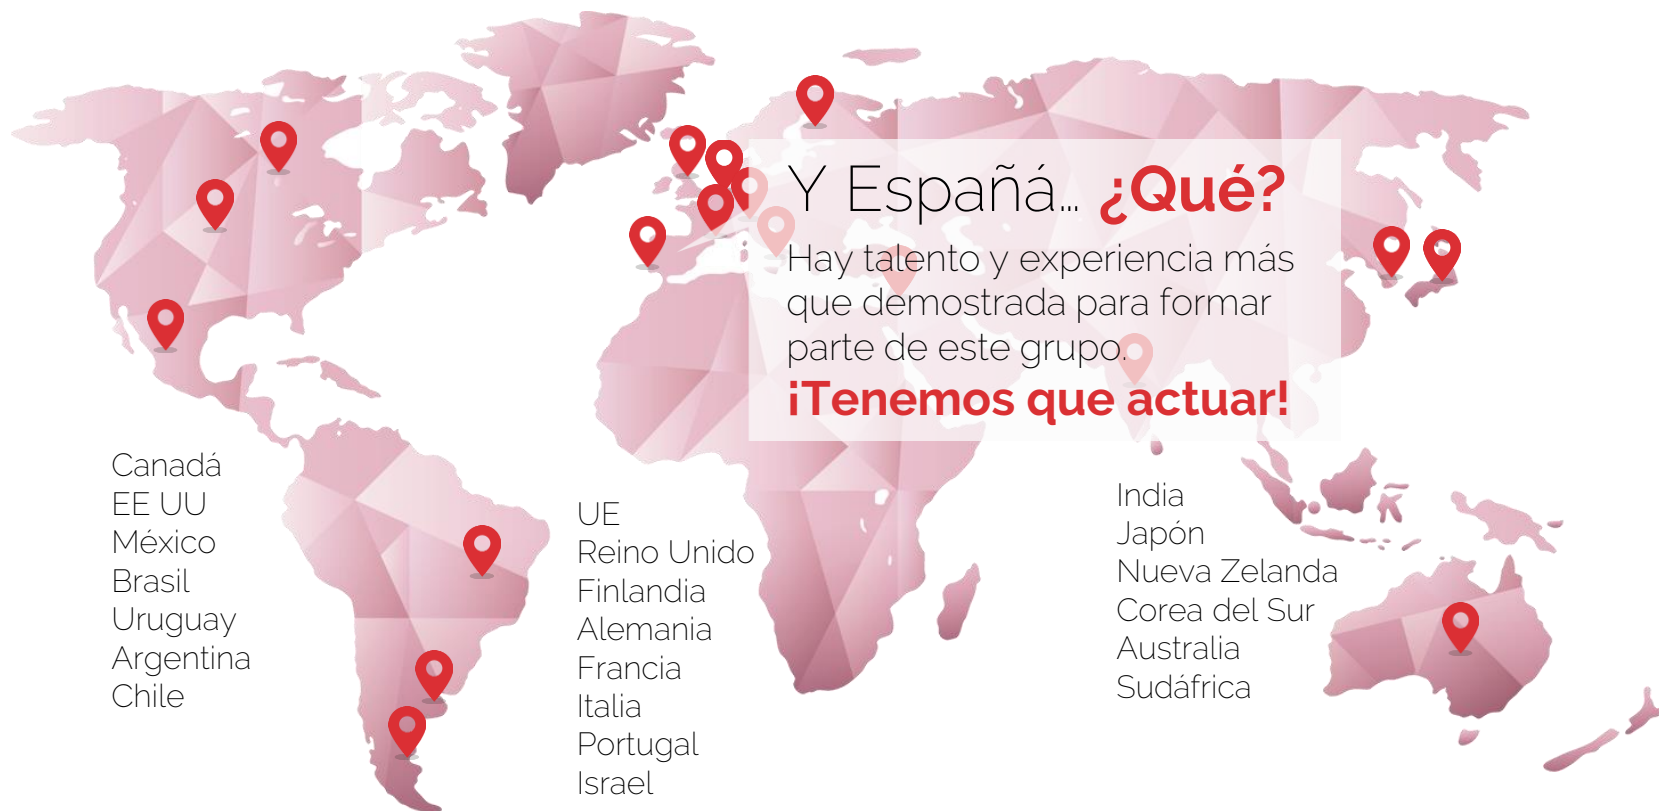 Y Españá... ¿Qué?
Hay talento y experiencia más
que demostrada para formar
parte de este grupo.
¡Tenemos que actuar!
Canadá
EE UU
México
Brasil
Uruguay
Argentina
Chile
UE
Reino Unido
Finlandia
Alemania
Francia
Italia
Portugal
Israel
India
Japón
Nueva Zelanda
Corea del Sur
Australia
Sudáfrica